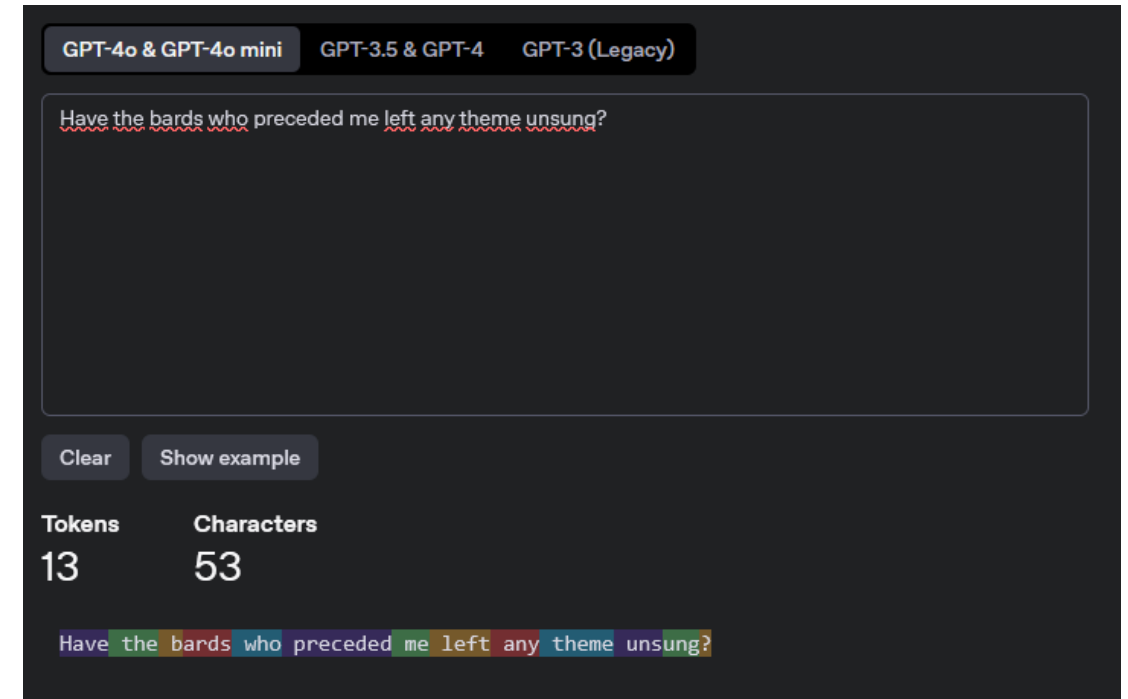 GPT-4o & GPT-4o mini GPT-3.5 & GPT-4 GPT-3 (Legacy)
Have the bards who preceded me left any theme unsung?
Clear Show example
Tokens Characters
13 53
Have the bards who preceded me left any theme unsung?